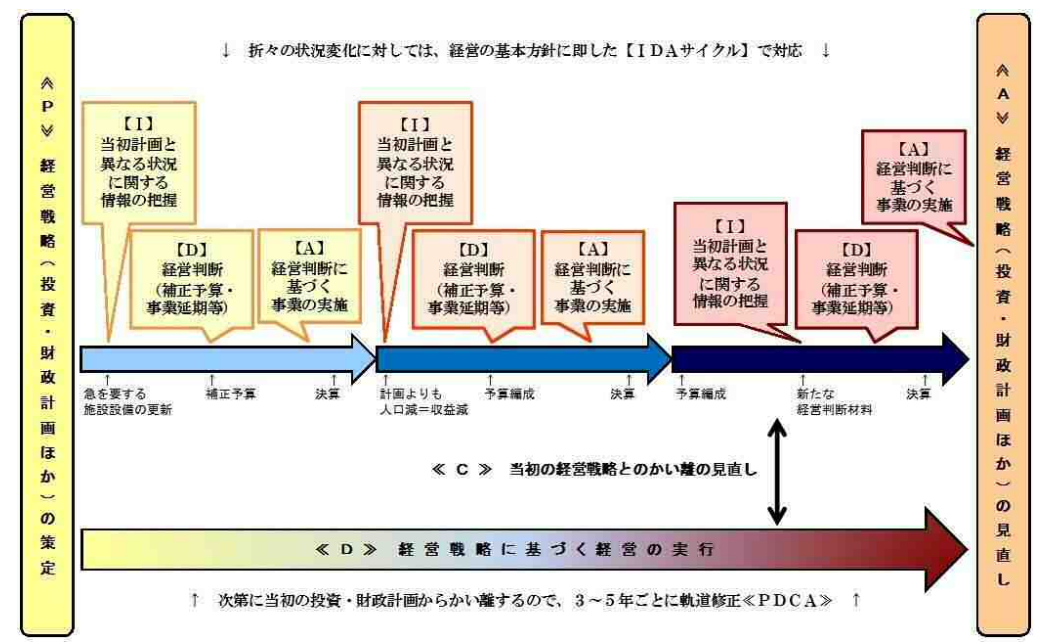 ↓ 折々の状況変化に対しては、経営の基本方針に即した【IDAサイクル】で対応 ↓
≪P≫ 経営戦略(投資・財政計画ほか)の策定
【I】
当初計画と
異なる状況
に関する
情報の把握
【D】
経営判断
(補正予算・
事業延期等)
【A】
経営判断に
基づく
事業の実施
【I】
当初計画と
異なる状況
に関する
情報の把握
【D】
経営判断
(補正予算・
事業延期等)
【A】
経営判断に
基づく
事業の実施
【I】
当初計画と
異なる状況
に関する
情報の把握
【D】
経営判断
(補正予算・
事業延期等)
【A】
経営判断に
基づく
事業の実施
↑
急を要する
施設設備の更新
↑
補正予算
↑
決算
↑
計画よりも
人口減=収益減
↑
予算編成
↑
決算
↑
予算編成
↑
新たな
経営判断材料
↑
決算
≪C≫ 当初の経営戦略とのかい離の見直し
≪D≫ 経営戦略に基づく経営の実行
↑ 次第に当初の投資・財政計画からかい離するので、3～5年ごとに軌道修正≪PDCA≫ ↑
≪A≫ 経営戦略(投資・財政計画ほか)の見直し